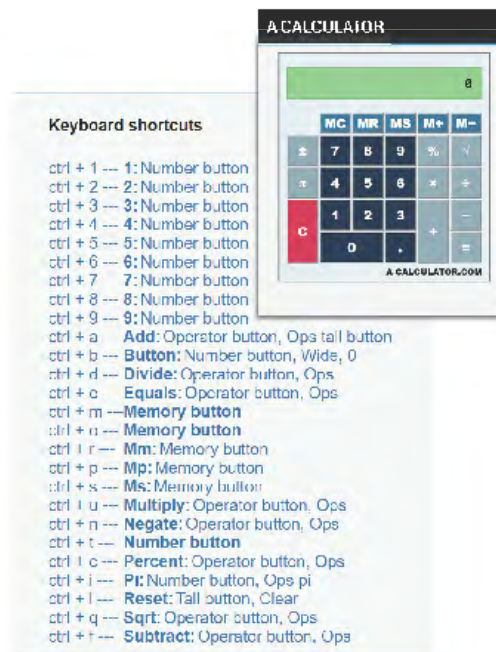 A CALCULATOR
0
MC MR MS M+ M−
± 7 8 9 % √
π 4 5 6 × ÷
C 1 2 3 + −
0 . =
A CALCULATOR.COM
Keyboard shortcuts
ctrl + 1 --- 1: Number button
ctrl + 2 --- 2: Number button
ctrl + 3 --- 3: Number button
ctrl + 4 --- 4: Number button
ctrl + 5 --- 5: Number button
ctrl + 6 --- 6: Number button
ctrl + 7 7: Number button
ctrl + 8 --- 8: Number button
ctrl + 9 --- 9: Number button
ctrl + a Add: Operator button, Ops tall button
ctrl + b --- Button: Number button, Wide, 0
ctrl + d --- Divide: Operator button, Ops
ctrl + e Equals: Operator button, Ops
ctrl + m --- Memory button
ctrl + --- Memory button
ctrl + r --- Mm: Memory button
ctrl + p --- Mp: Memory button
ctrl + s --- Ms: Memory button
ctrl + u --- Multiply: Operator button, Ops
ctrl + n --- Negate: Operator button, Ops
ctrl + t --- Number button
ctrl + c --- Percent: Operator button, Ops
ctrl + i --- Pi: Number button, Ops pi
ctrl + l --- Reset: Tall button, Clear
ctrl + q --- Sqrt: Operator button, Ops
ctrl + --- Subtract: Operator button, Ops